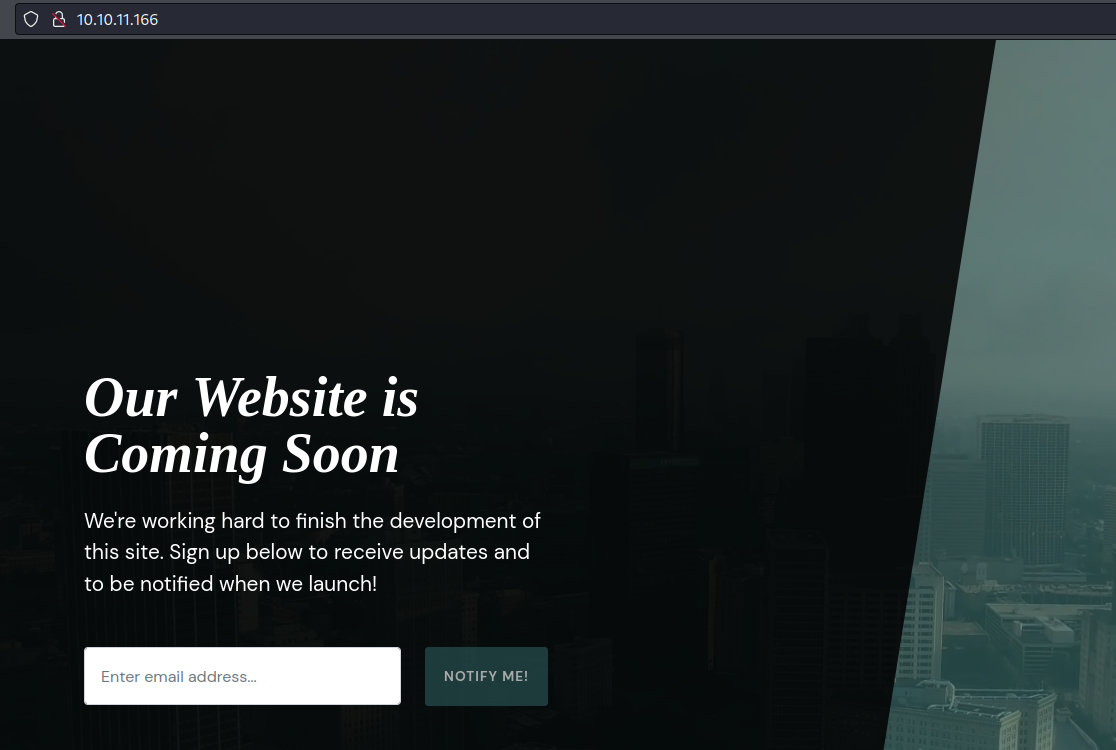 10.10.11.166
Our Website is
Coming Soon
We're working hard to finish the development of
this site. Sign up below to receive updates and
to be notified when we launch!
Enter email address...
NOTIFY ME!